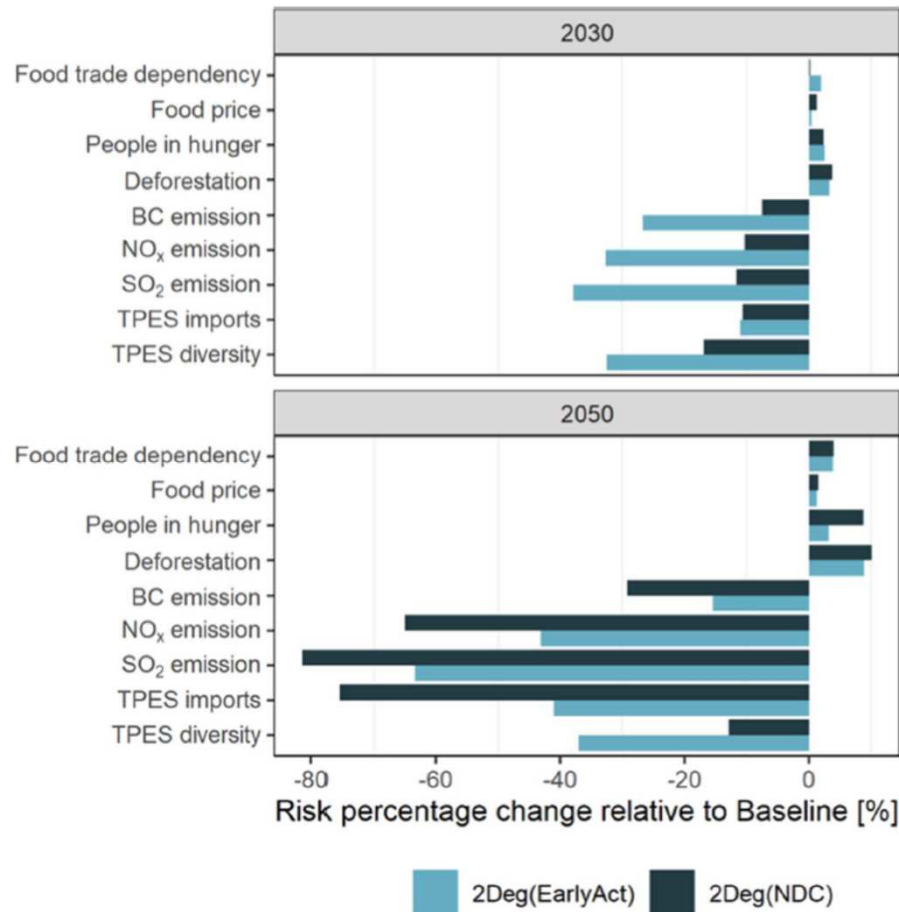 2030
Food trade dependency
Food price
People in hunger
Deforestation
BC emission
NOx emission
SO2 emission
TPES imports
TPES diversity
2050
Food trade dependency
Food price
People in hunger
Deforestation
BC emission
NOx emission
SO2 emission
TPES imports
TPES diversity
-80 -60 -40 -20 0
Risk percentage change relative to Baseline [%]
2Deg(EarlyAct) 2Deg(NDC)